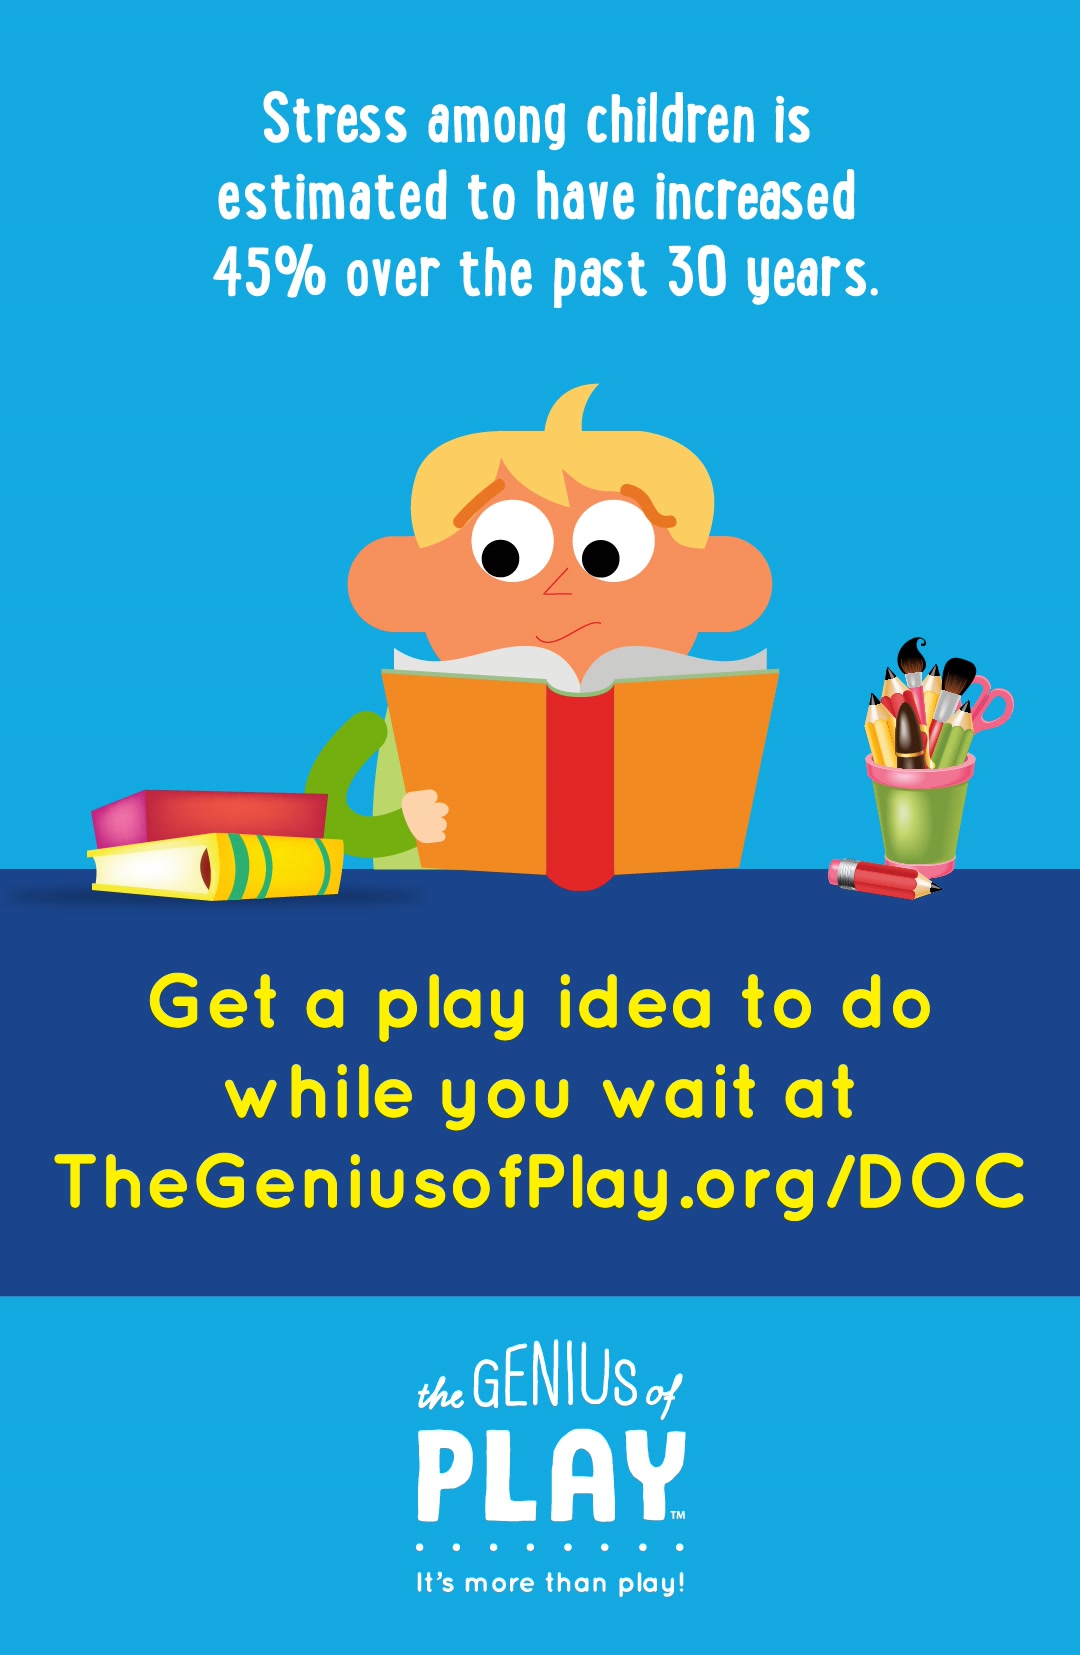 Stress among children is
estimated to have increased
45% over the past 30 years.
Get a play idea to do
while you wait at
TheGeniusofPlay.org/DOC
the GENIUS of
PLAY™
It's more than play!